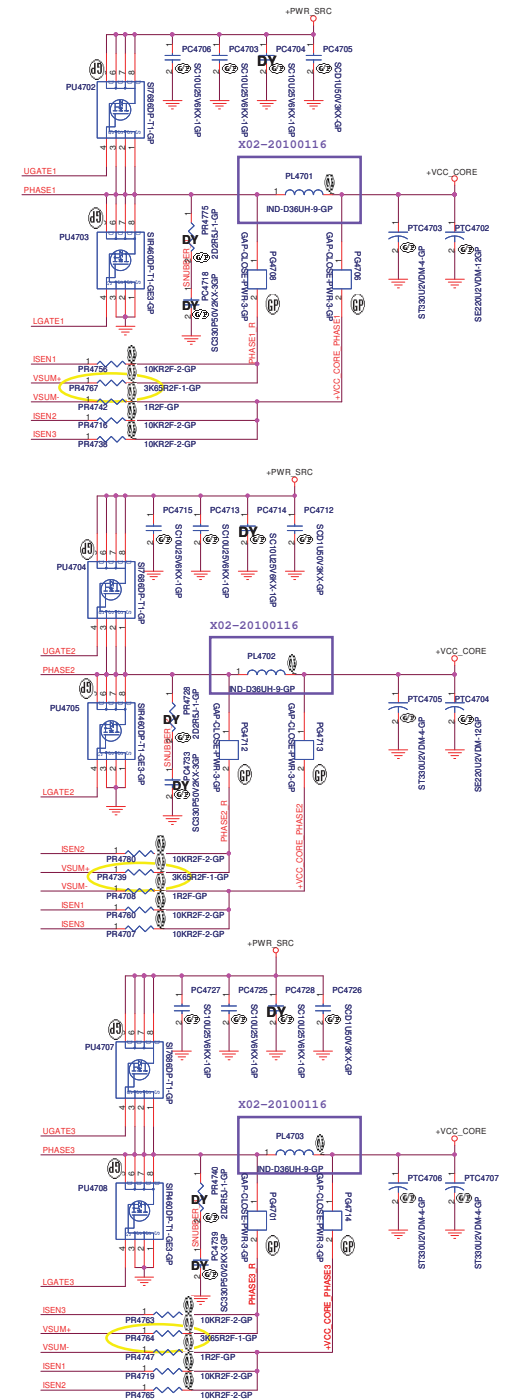 +PWR_SRC
PC4706
PC4703
PC4704
PC4705
SC10U25V6KX-1GP
SC10U25V6KX-1GP
DY
SC10U25V6KX-1GP
SCD1U50V3KX-GP
PU4702
SI7686DP-T1-GP
UGATE1
PHASE1
X02-20100116
PL4701
IND-D36UH-9-GP
+VCC_CORE
PU4703
SIR460DP-T1-GE3-GP
PR4775
2D2R5J-1-GP
DY
SNUBBER
PC4718
SC330P50V2KX-3GP
DY
GAP-CLOSE-PWR-3-GP
PG4708
GAP-CLOSE-PWR-3-GP
PG4706
PTC4703
ST330U2VDM-4-GP
PTC4702
SE220U2VDM-12GP
LGATE1
PHASE1_R
+VCC_CORE_PHASE1
ISEN1
PR4756
10KR2F-2-GP
VSUM+
PR4767
3K65R2F-1-GP
VSUM-
PR4742
1R2F-GP
ISEN2
PR4716
10KR2F-2-GP
ISEN3
PR4738
10KR2F-2-GP
+PWR_SRC
PC4715
PC4713
PC4714
PC4712
SC10U25V6KX-1GP
SC10U25V6KX-1GP
DY
SC10U25V6KX-1GP
SCD1U50V3KX-GP
PU4704
SI7686DP-T1-GP
UGATE2
PHASE2
X02-20100116
PL4702
IND-D36UH-9-GP
+VCC_CORE
PU4705
SIR460DP-T1-GE3-GP
PR4728
2D2R5J-1-GP
DY
SNUBBER
PC4733
SC330P50V2KX-3GP
DY
GAP-CLOSE-PWR-3-GP
PG4712
GAP-CLOSE-PWR-3-GP
PG4713
PTC4705
ST330U2VDM-4-GP
PTC4704
SE220U2VDM-12GP
LGATE2
PHASE2_R
+VCC_CORE_PHASE2
ISEN2
PR4780
10KR2F-2-GP
VSUM+
PR4739
3K65R2F-1-GP
VSUM-
PR4708
1R2F-GP
ISEN1
PR4760
10KR2F-2-GP
ISEN3
PR4707
10KR2F-2-GP
+PWR_SRC
PC4727
PC4725
PC4728
PC4726
SC10U25V6KX-1GP
SC10U25V6KX-1GP
DY
SC10U25V6KX-1GP
SCD1U50V3KX-GP
PU4707
SI7686DP-T1-GP
UGATE3
PHASE3
X02-20100116
PL4703
IND-D36UH-9-GP
+VCC_CORE
PU4708
SIR460DP-T1-GE3-GP
PR4740
2D2R5J-1-GP
DY
SNUBBER
PC4739
SC330P50V2KX-3GP
DY
GAP-CLOSE-PWR-3-GP
PG4701
GAP-CLOSE-PWR-3-GP
PG4714
PTC4706
ST330U2VDM-4-GP
PTC4707
ST330U2VDM-4-GP
LGATE3
PHASE3_R
+VCC_CORE_PHASE3
ISEN3
PR4763
10KR2F-2-GP
VSUM+
PR4764
3K65R2F-1-GP
VSUM-
PR4747
1R2F-GP
ISEN1
PR4719
10KR2F-2-GP
ISEN2
PR4765
10KR2F-2-GP